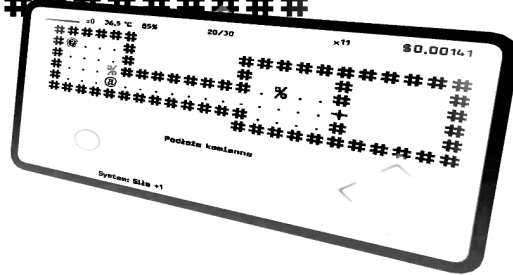 =0 36,5 °C 85% 20/30 x11 $0.00141
Podłoże kamienne
System: Siła +1